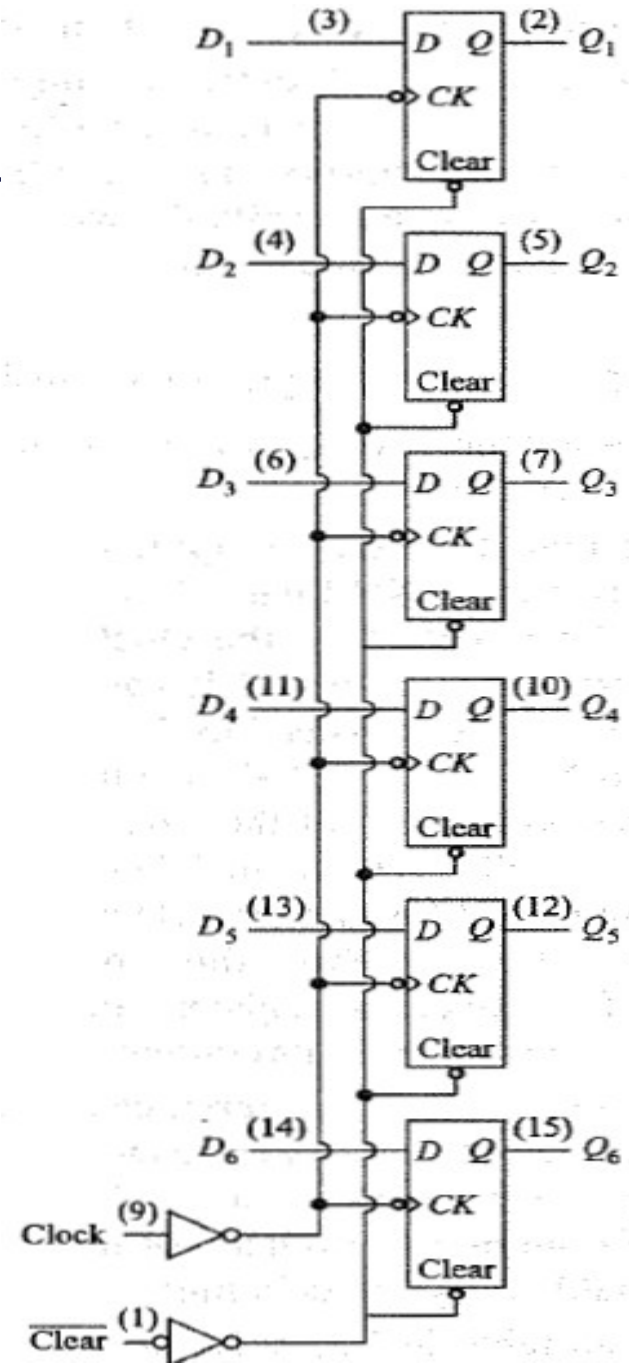 D₁ (3) D Q (2) Q₁
CK
Clear
D₂ (4) D Q (5) Q₂
CK
Clear
D₃ (6) D Q (7) Q₃
CK
Clear
D₄ (11) D Q (10) Q₄
CK
Clear
D₅ (13) D Q (12) Q₅
CK
Clear
D₆ (14) D Q (15) Q₆
CK
Clock (9)
Clear
Clear (1)